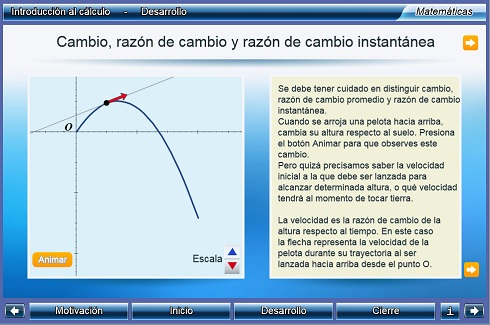 Introducción al cálculo - Desarrollo
Matemáticas
Cambio, razón de cambio y razón de cambio instantánea
O
Animar
Escala
Se debe tener cuidado en distinguir cambio,
razón de cambio promedio y razón de cambio
instantánea.
Cuando se arroja una pelota hacia arriba,
cambia su altura respecto al suelo. Presiona
el botón Animar para que observes este
cambio.
Pero quizá precisamos saber la velocidad
inicial a la que debe ser lanzada para
alcanzar determinada altura, o qué velocidad
tendrá al momento de tocar tierra.
La velocidad es la razón de cambio de la
altura respecto al tiempo. En este caso
la flecha representa la velocidad de la
pelota durante su trayectoria al ser
lanzada hacia arriba desde el punto O.
Motivación
Inicio
Desarrollo
Cierre
i